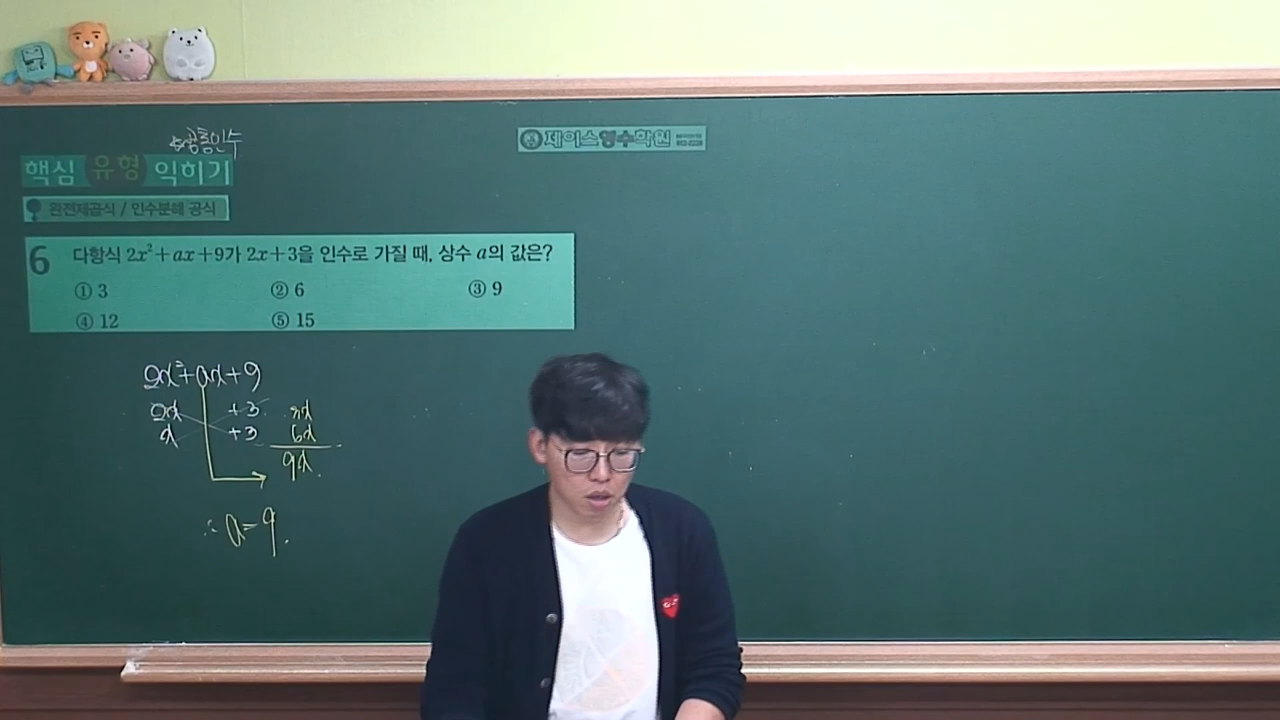 ☆공통인수
제이스영수학원
핵심 유형 익히기
완전제곱식 / 인수분해 공식
6 다항식 2x²+ax+9가 2x+3을 인수로 가질 때, 상수 a의 값은?
① 3 ② 6 ③ 9
④ 12 ⑤ 15
2x²+ax+9
2x +3 3x
x +3 6x
9x
∴ a=9.